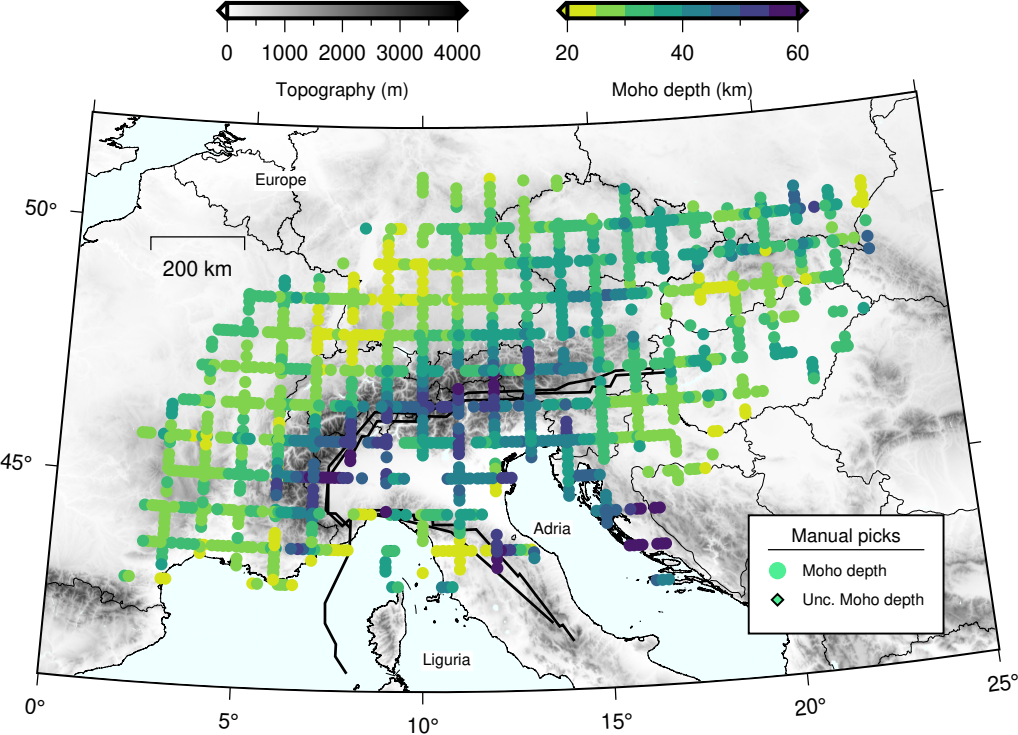 0 1000 2000 3000 4000
Topography (m)
20 40 60
Moho depth (km)
Europe
50°
200 km
45°
Adria
Liguria
Manual picks
Moho depth
Unc. Moho depth
0° 5° 10° 15° 20° 25°